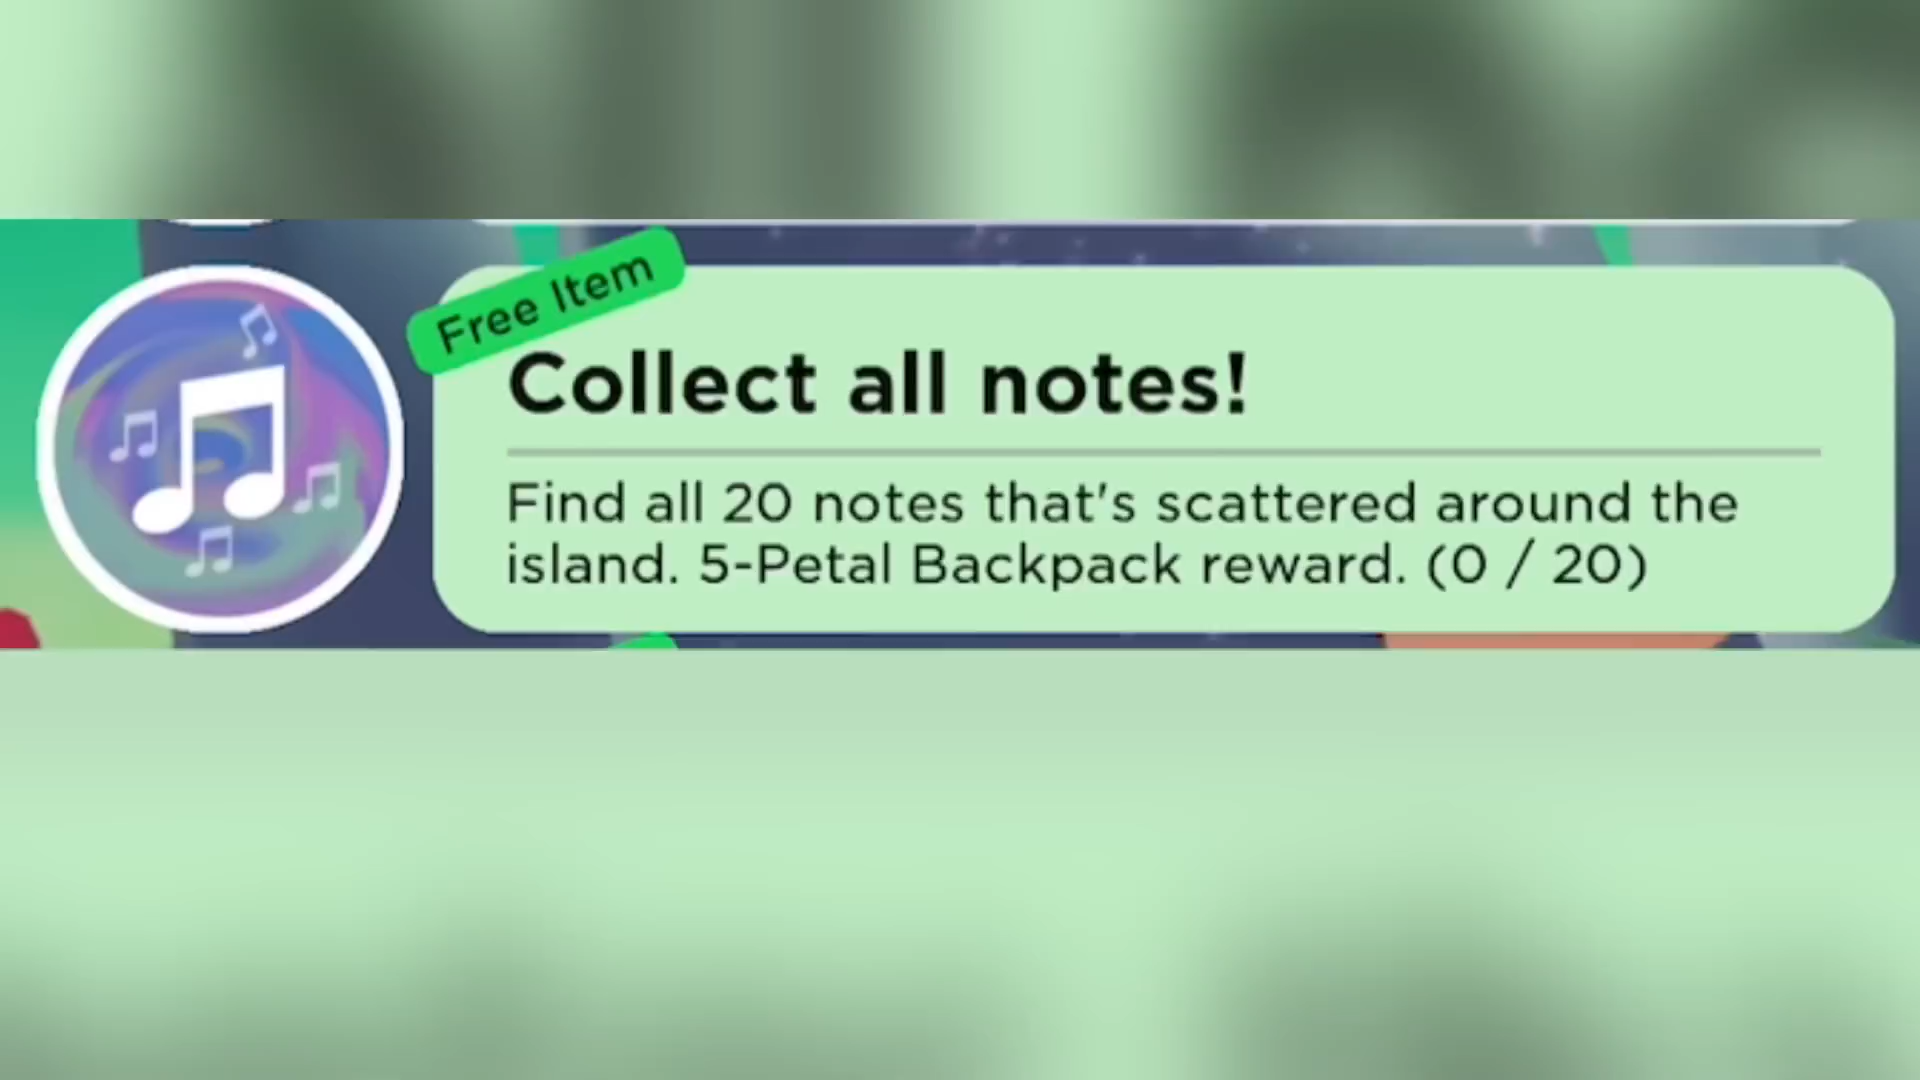 Free Item
Collect all notes!
Find all 20 notes that's scattered around the
island. 5-Petal Backpack reward. (0 / 20)